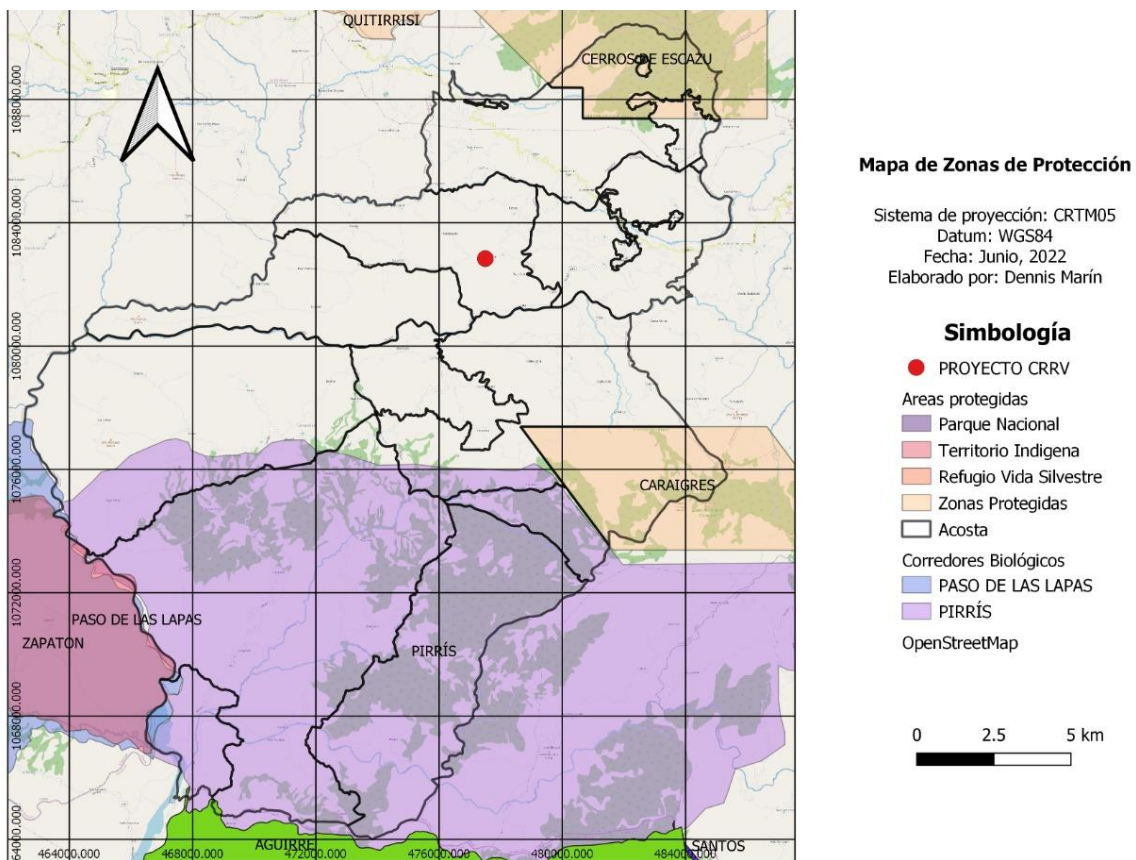 QUITIRRISI
CERROS DE ESCAZU
1088000.000
1084000.000
1080000.000
1076000.000
CARAIGRES
1072000.000
PASO DE LAS LAPAS
ZAPATON
PIRRÍS
1068000.000
AGUIRRE
SANTOS
64000.000
464000.000
468000.000
472000.000
476000.000
480000.000
484000.000
Mapa de Zonas de Protección
Sistema de proyección: CRTM05
Datum: WGS84
Fecha: Junio, 2022
Elaborado por: Dennis Marín
Simbología
PROYECTO CRRV
Areas protegidas
Parque Nacional
Territorio Indigena
Refugio Vida Silvestre
Zonas Protegidas
Acosta
Corredores Biológicos
PASO DE LAS LAPAS
PIRRÍS
OpenStreetMap
0 2.5 5 km